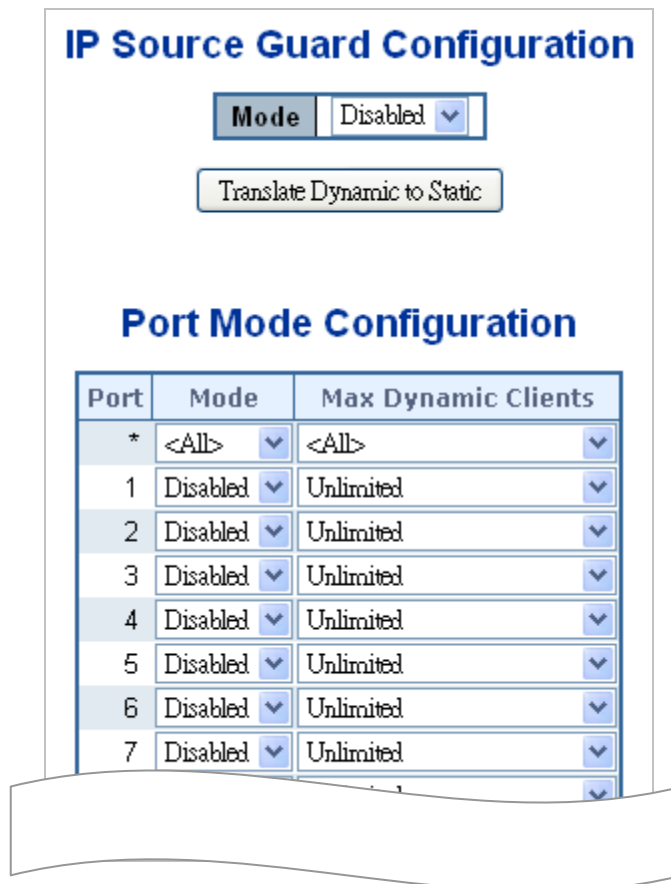 IP Source Guard Configuration
Mode Disabled
Translate Dynamic to Static
Port Mode Configuration
Port Mode Max Dynamic Clients
* <All> <All>
1 Disabled Unlimited
2 Disabled Unlimited
3 Disabled Unlimited
4 Disabled Unlimited
5 Disabled Unlimited
6 Disabled Unlimited
7 Disabled Unlimited